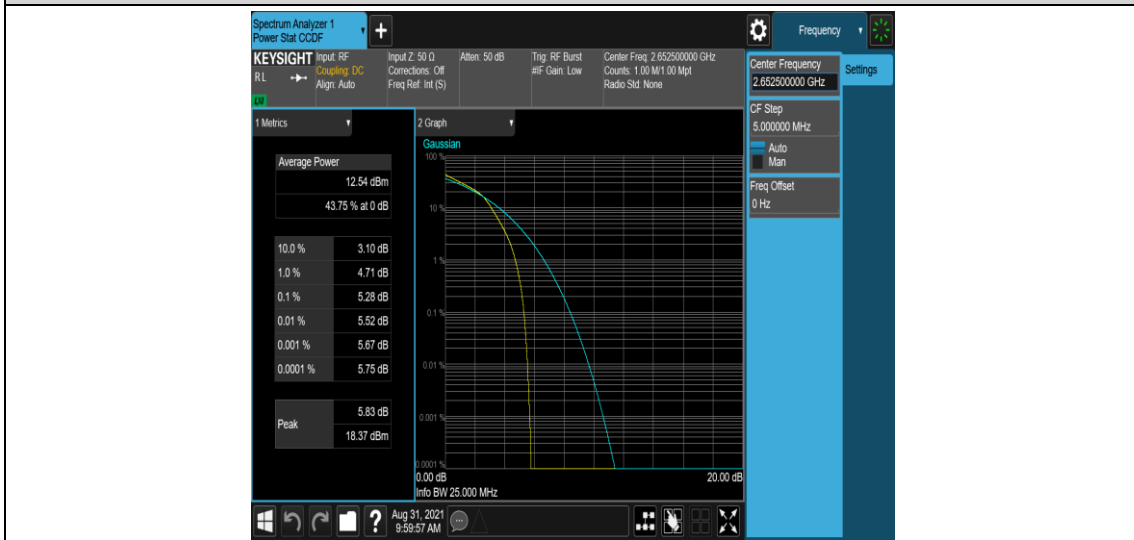 Spectrum Analyzer 1
Power Stat CCDF
+
Frequency
KEYSIGHT
RL
LXI
Input: RF
Coupling: DC
Align: Auto
Input Z: 50 Ω
Corrections: Off
Freq Ref: Int (S)
Atten: 50 dB
Trig: RF Burst
#IF Gain: Low
Center Freq: 2.652500000 GHz
Counts: 1.00 M/1.00 Mpt
Radio Std: None
Center Frequency
2.652500000 GHz
Settings
CF Step
5.000000 MHz
Auto
Man
Freq Offset
0 Hz
1 Metrics
Average Power
12.54 dBm
43.75 % at 0 dB
10.0 % 3.10 dB
1.0 % 4.71 dB
0.1 % 5.28 dB
0.01 % 5.52 dB
0.001 % 5.67 dB
0.0001 % 5.75 dB
Peak
5.83 dB
18.37 dBm
2 Graph
Gaussian
100 %
10 %
1 %
0.1 %
0.01 %
0.001 %
0.0001 %
0.00 dB 20.00 dB
Info BW 25.000 MHz
?
Aug 31, 2021
9:59:57 AM